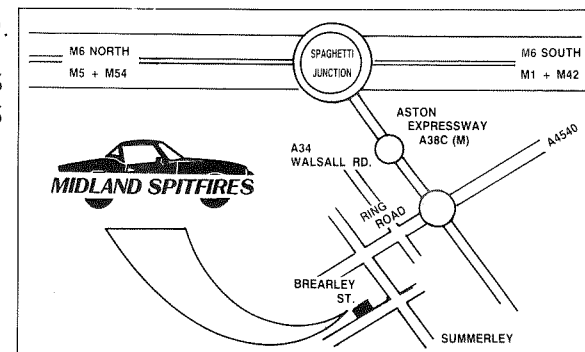 M6 NORTH
M5 + M54
SPAGHETTI
JUNCTION
M6 SOUTH
M1 + M42
ASTON
EXPRESSWAY
A38C (M)
A34
WALSALL RD.
A4540
MIDLAND SPITFIRES
RING
ROAD
BREARLEY
ST.
SUMMERLEY